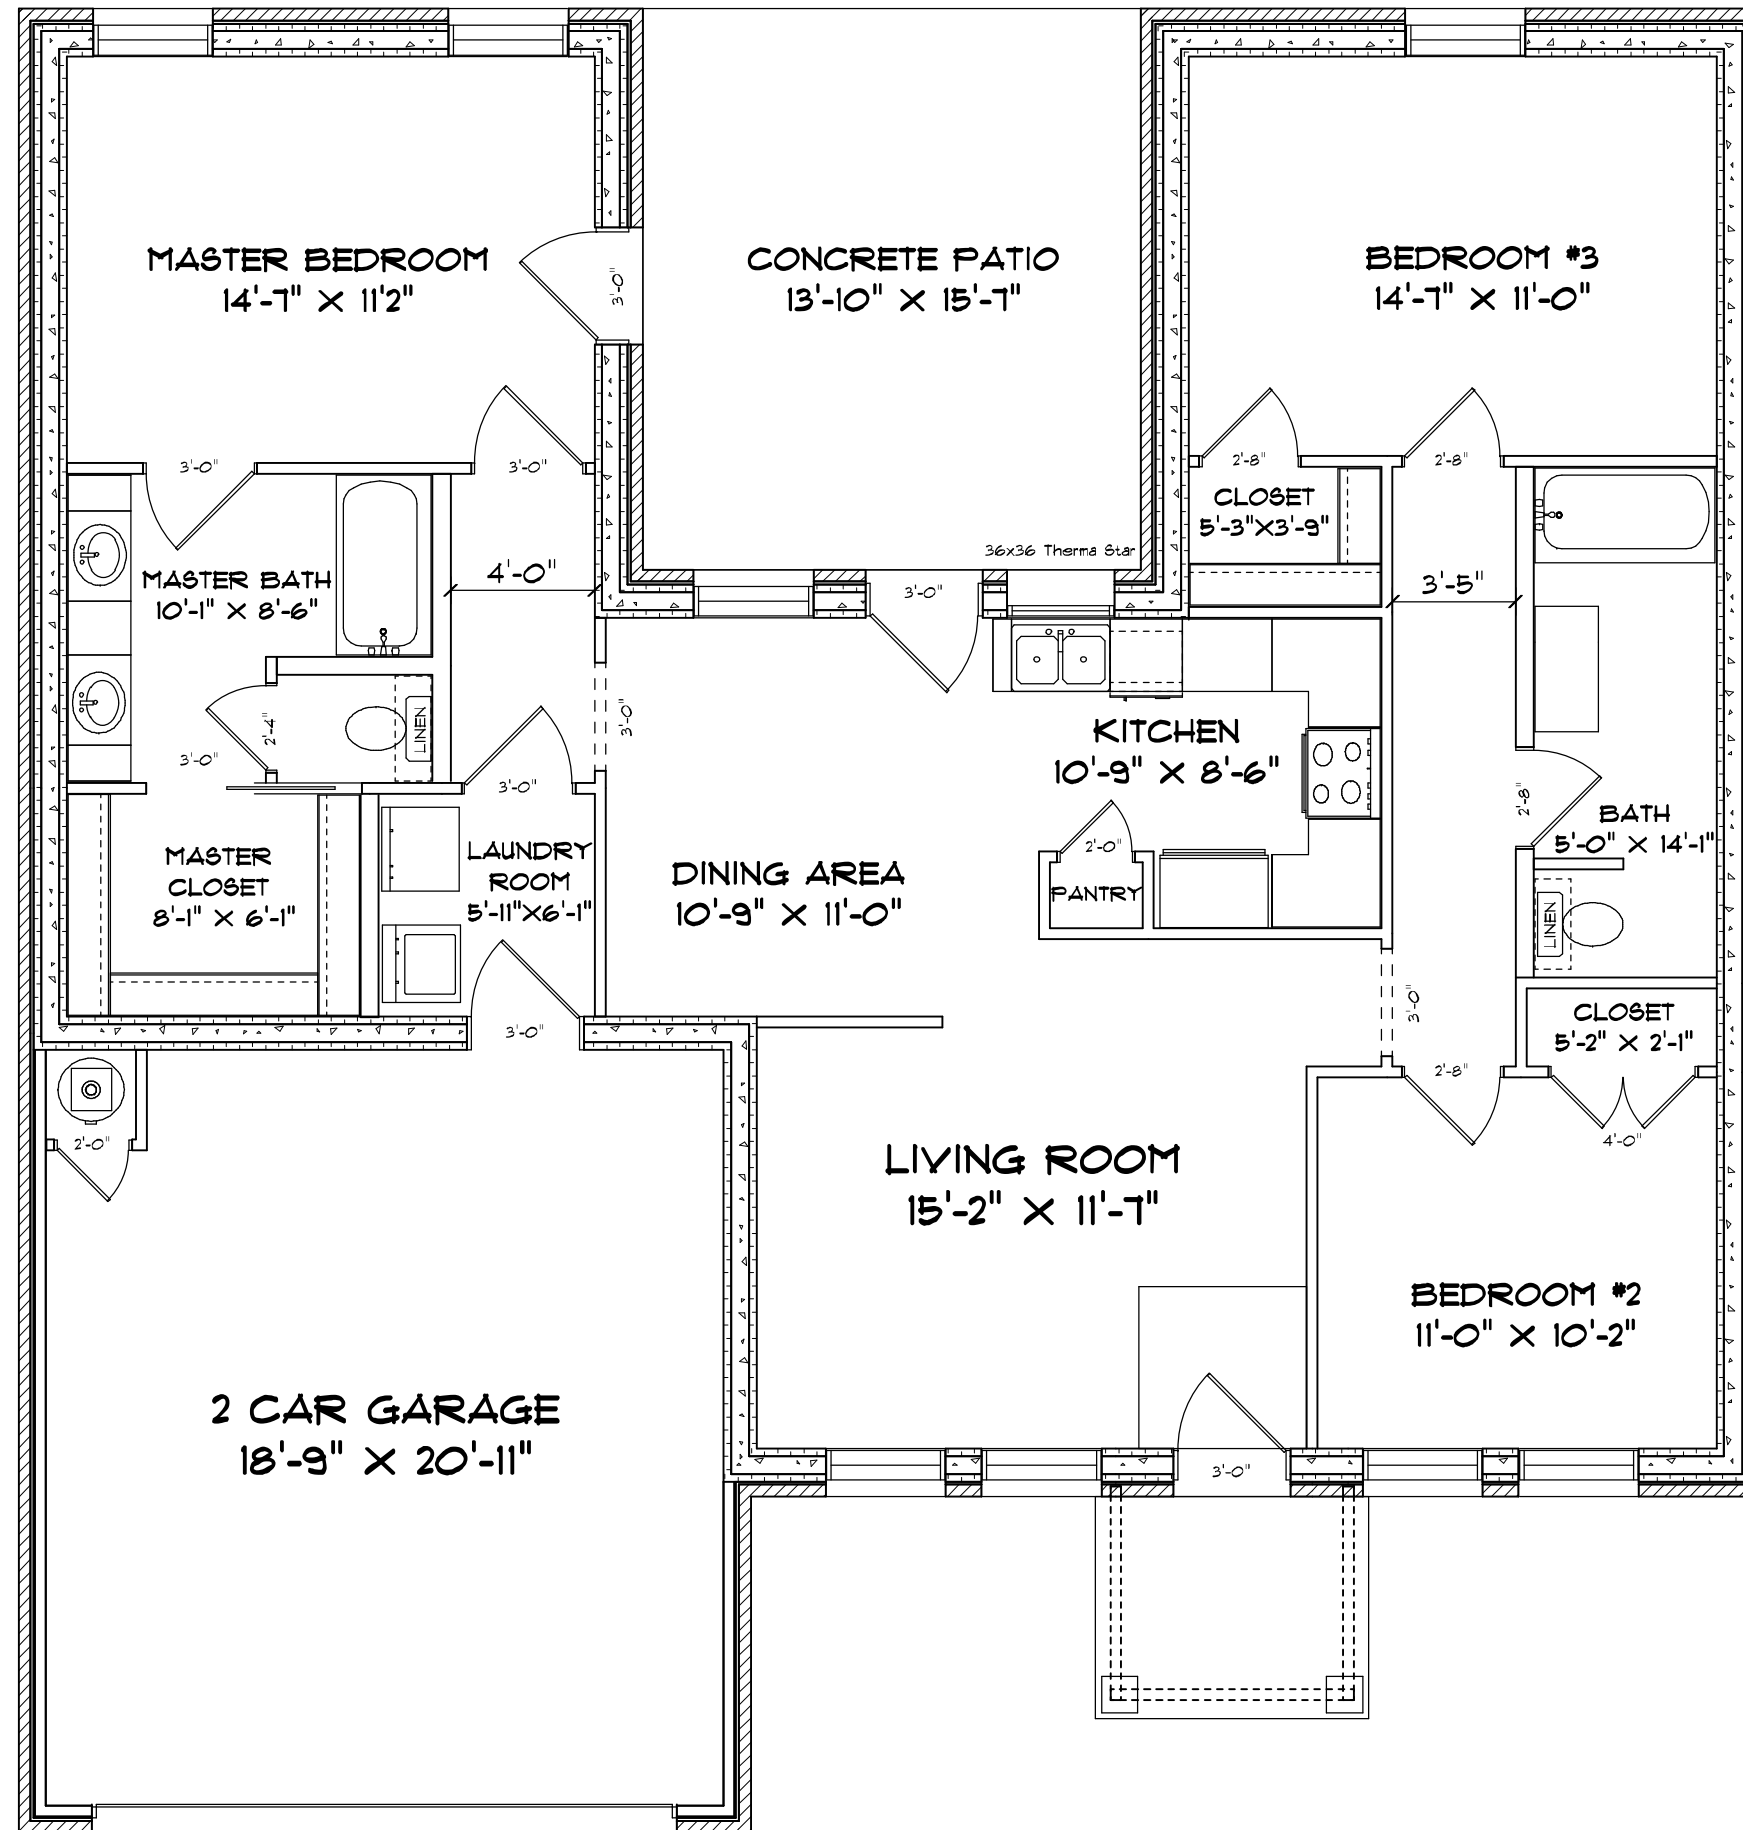 MASTER BEDROOM
14'-7" X 11'2"
CONCRETE PATIO
13'-10" X 15'-7"
BEDROOM #3
14'-7" X 11'-0"
3'-0"
3'-0"
3'-0"
2'-8"
2'-8"
CLOSET
5'-3"X3'-9"
36x36 Therma Star
MASTER BATH
10'-1" X 8'-6"
4'-0"
3'-0"
3'-5"
2'-4"
LINEN
3'-0"
3'-0"
3'-0"
KITCHEN
10'-9" X 8'-6"
2'-8"
BATH
5'-0" X 14'-1"
MASTER
CLOSET
8'-1" X 6'-1"
LAUNDRY
ROOM
5'-11"X6'-1"
DINING AREA
10'-9" X 11'-0"
2'-0"
PANTRY
LINEN
3'-0"
3'-0"
CLOSET
5'-2" X 2'-1"
2'-8"
4'-0"
2'-0"
LIVING ROOM
15'-2" X 11'-7"
BEDROOM #2
11'-0" X 10'-2"
2 CAR GARAGE
18'-9" X 20'-11"
3'-0"